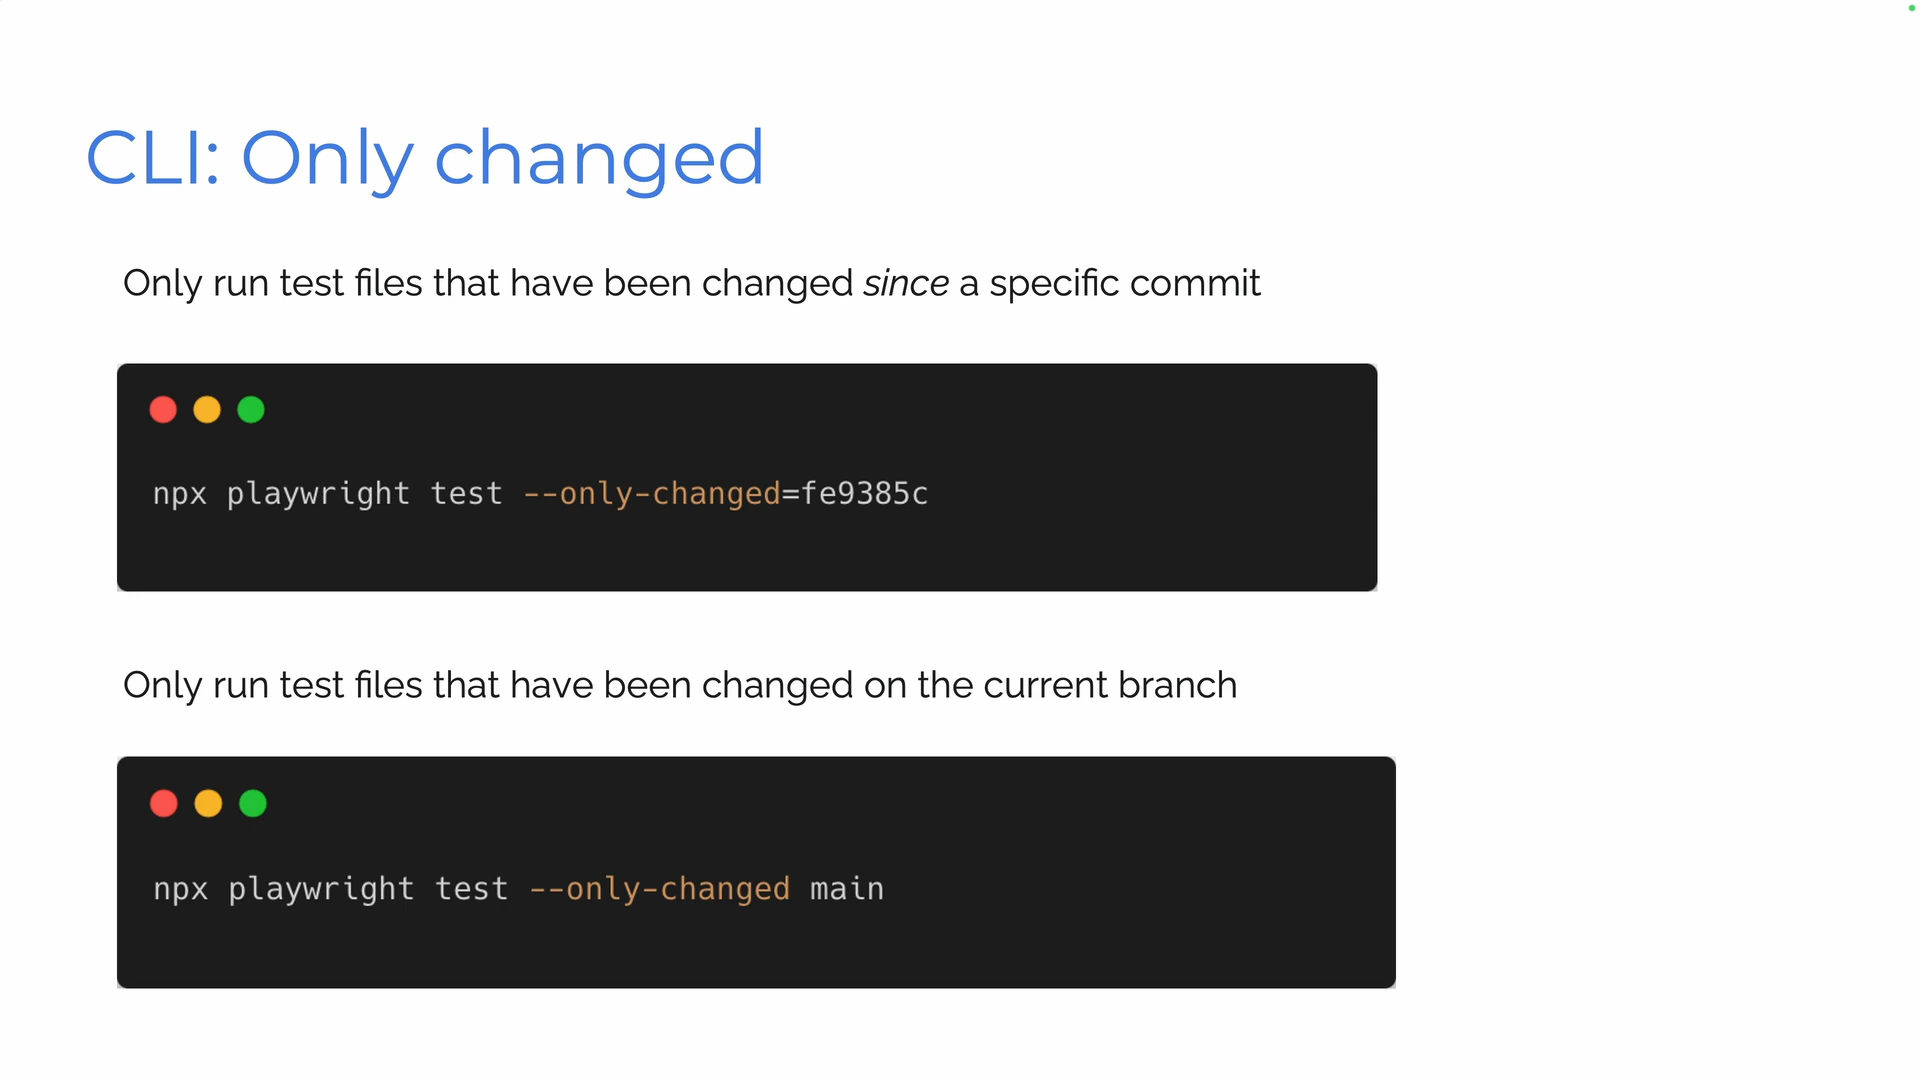 CLI: Only changed
Only run test files that have been changed since a specific commit
npx playwright test --only-changed=fe9385c
Only run test files that have been changed on the current branch
npx playwright test --only-changed main